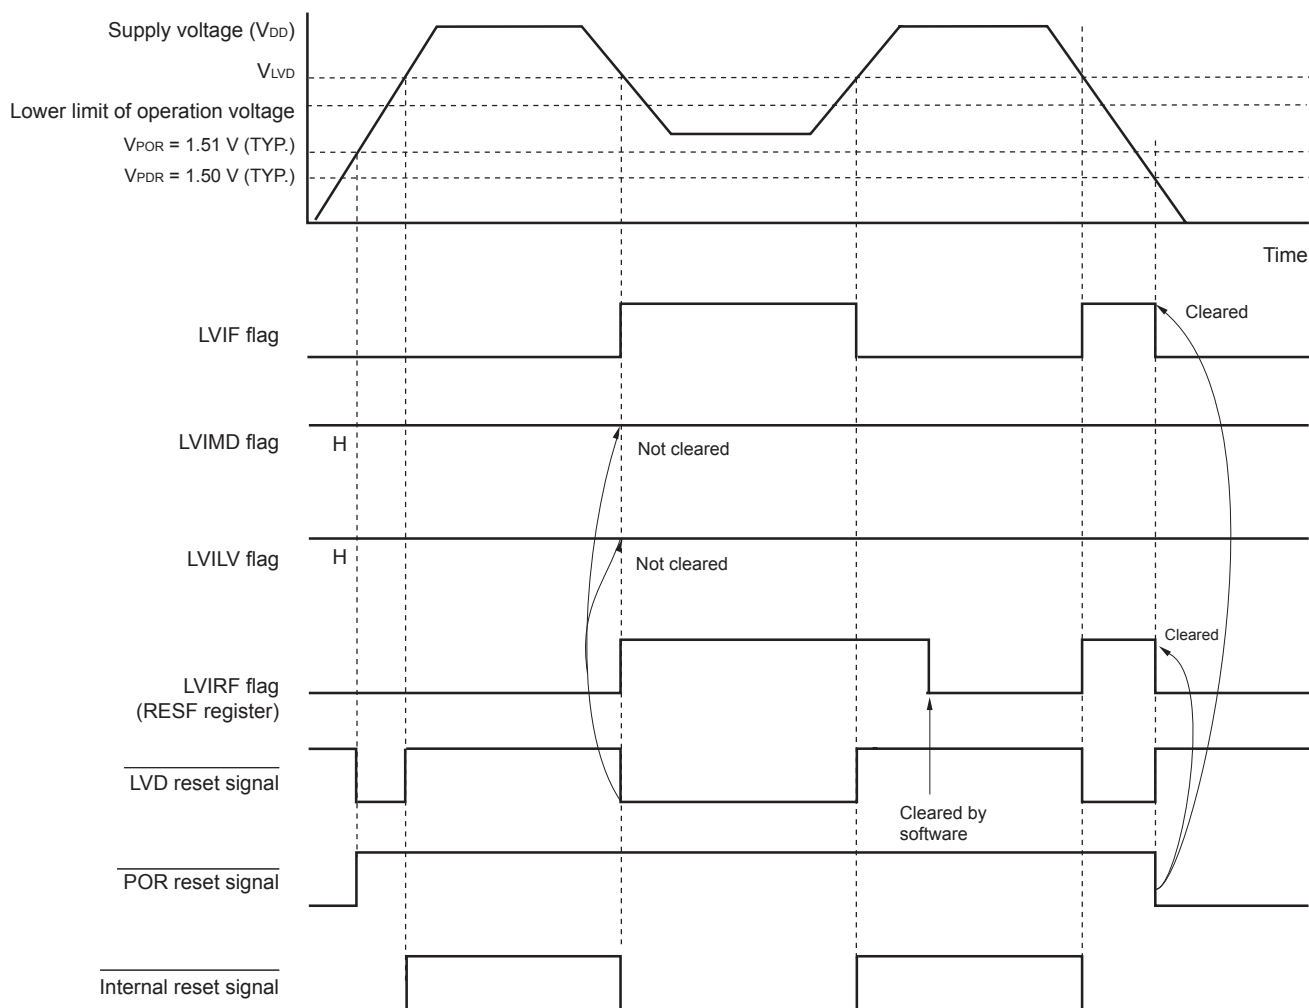 Supply voltage (VDD)
VLVD
Lower limit of operation voltage
VPOR = 1.51 V (TYP.)
VPDR = 1.50 V (TYP.)
Time
LVIF flag
Cleared
LVIMD flag
H
Not cleared
LVILV flag
H
Not cleared
LVIRF flag
(RESF register)
Cleared
LVD reset signal
Cleared by
software
POR reset signal
Internal reset signal